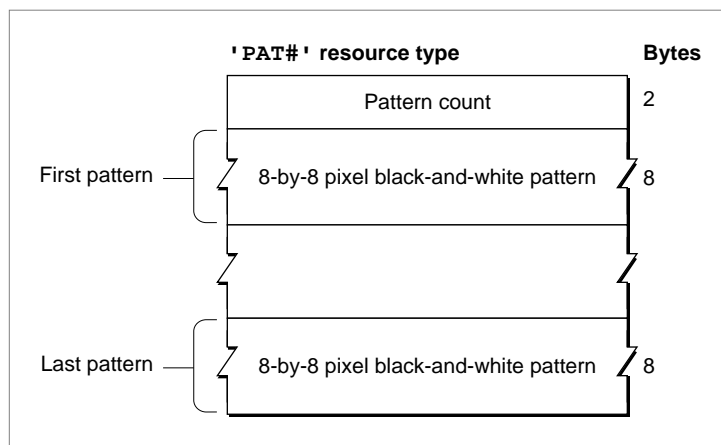 'PAT#' resource type Bytes
Pattern count 2
First pattern 8-by-8 pixel black-and-white pattern 8
Last pattern 8-by-8 pixel black-and-white pattern 8